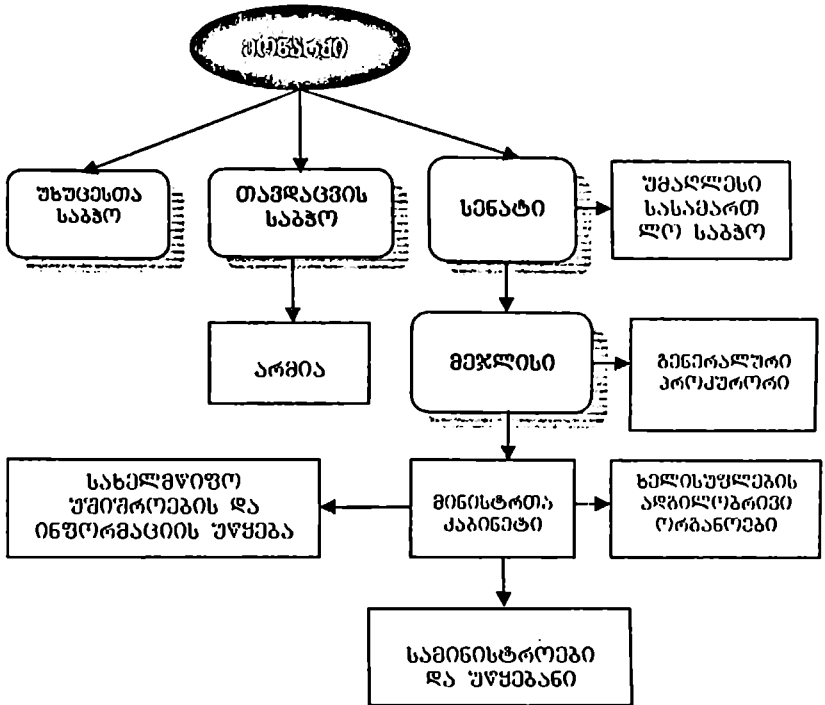 მონარქი
უხუცესთა
საბჭო
თავდაცვის
საბჭო
სენატი
უმაღლესი
სასამართ
ლო საბჭო
არმია
მეჯლისი
გენერალური
პროკურორი
სახელმწიფო
უშიშროების და
ინფორმაციის უწყება
მინისტრთა
კაბინეტი
ხელისუფლების
ადგილობრივი
ორგანოები
სამინისტროები
და უწყებანი